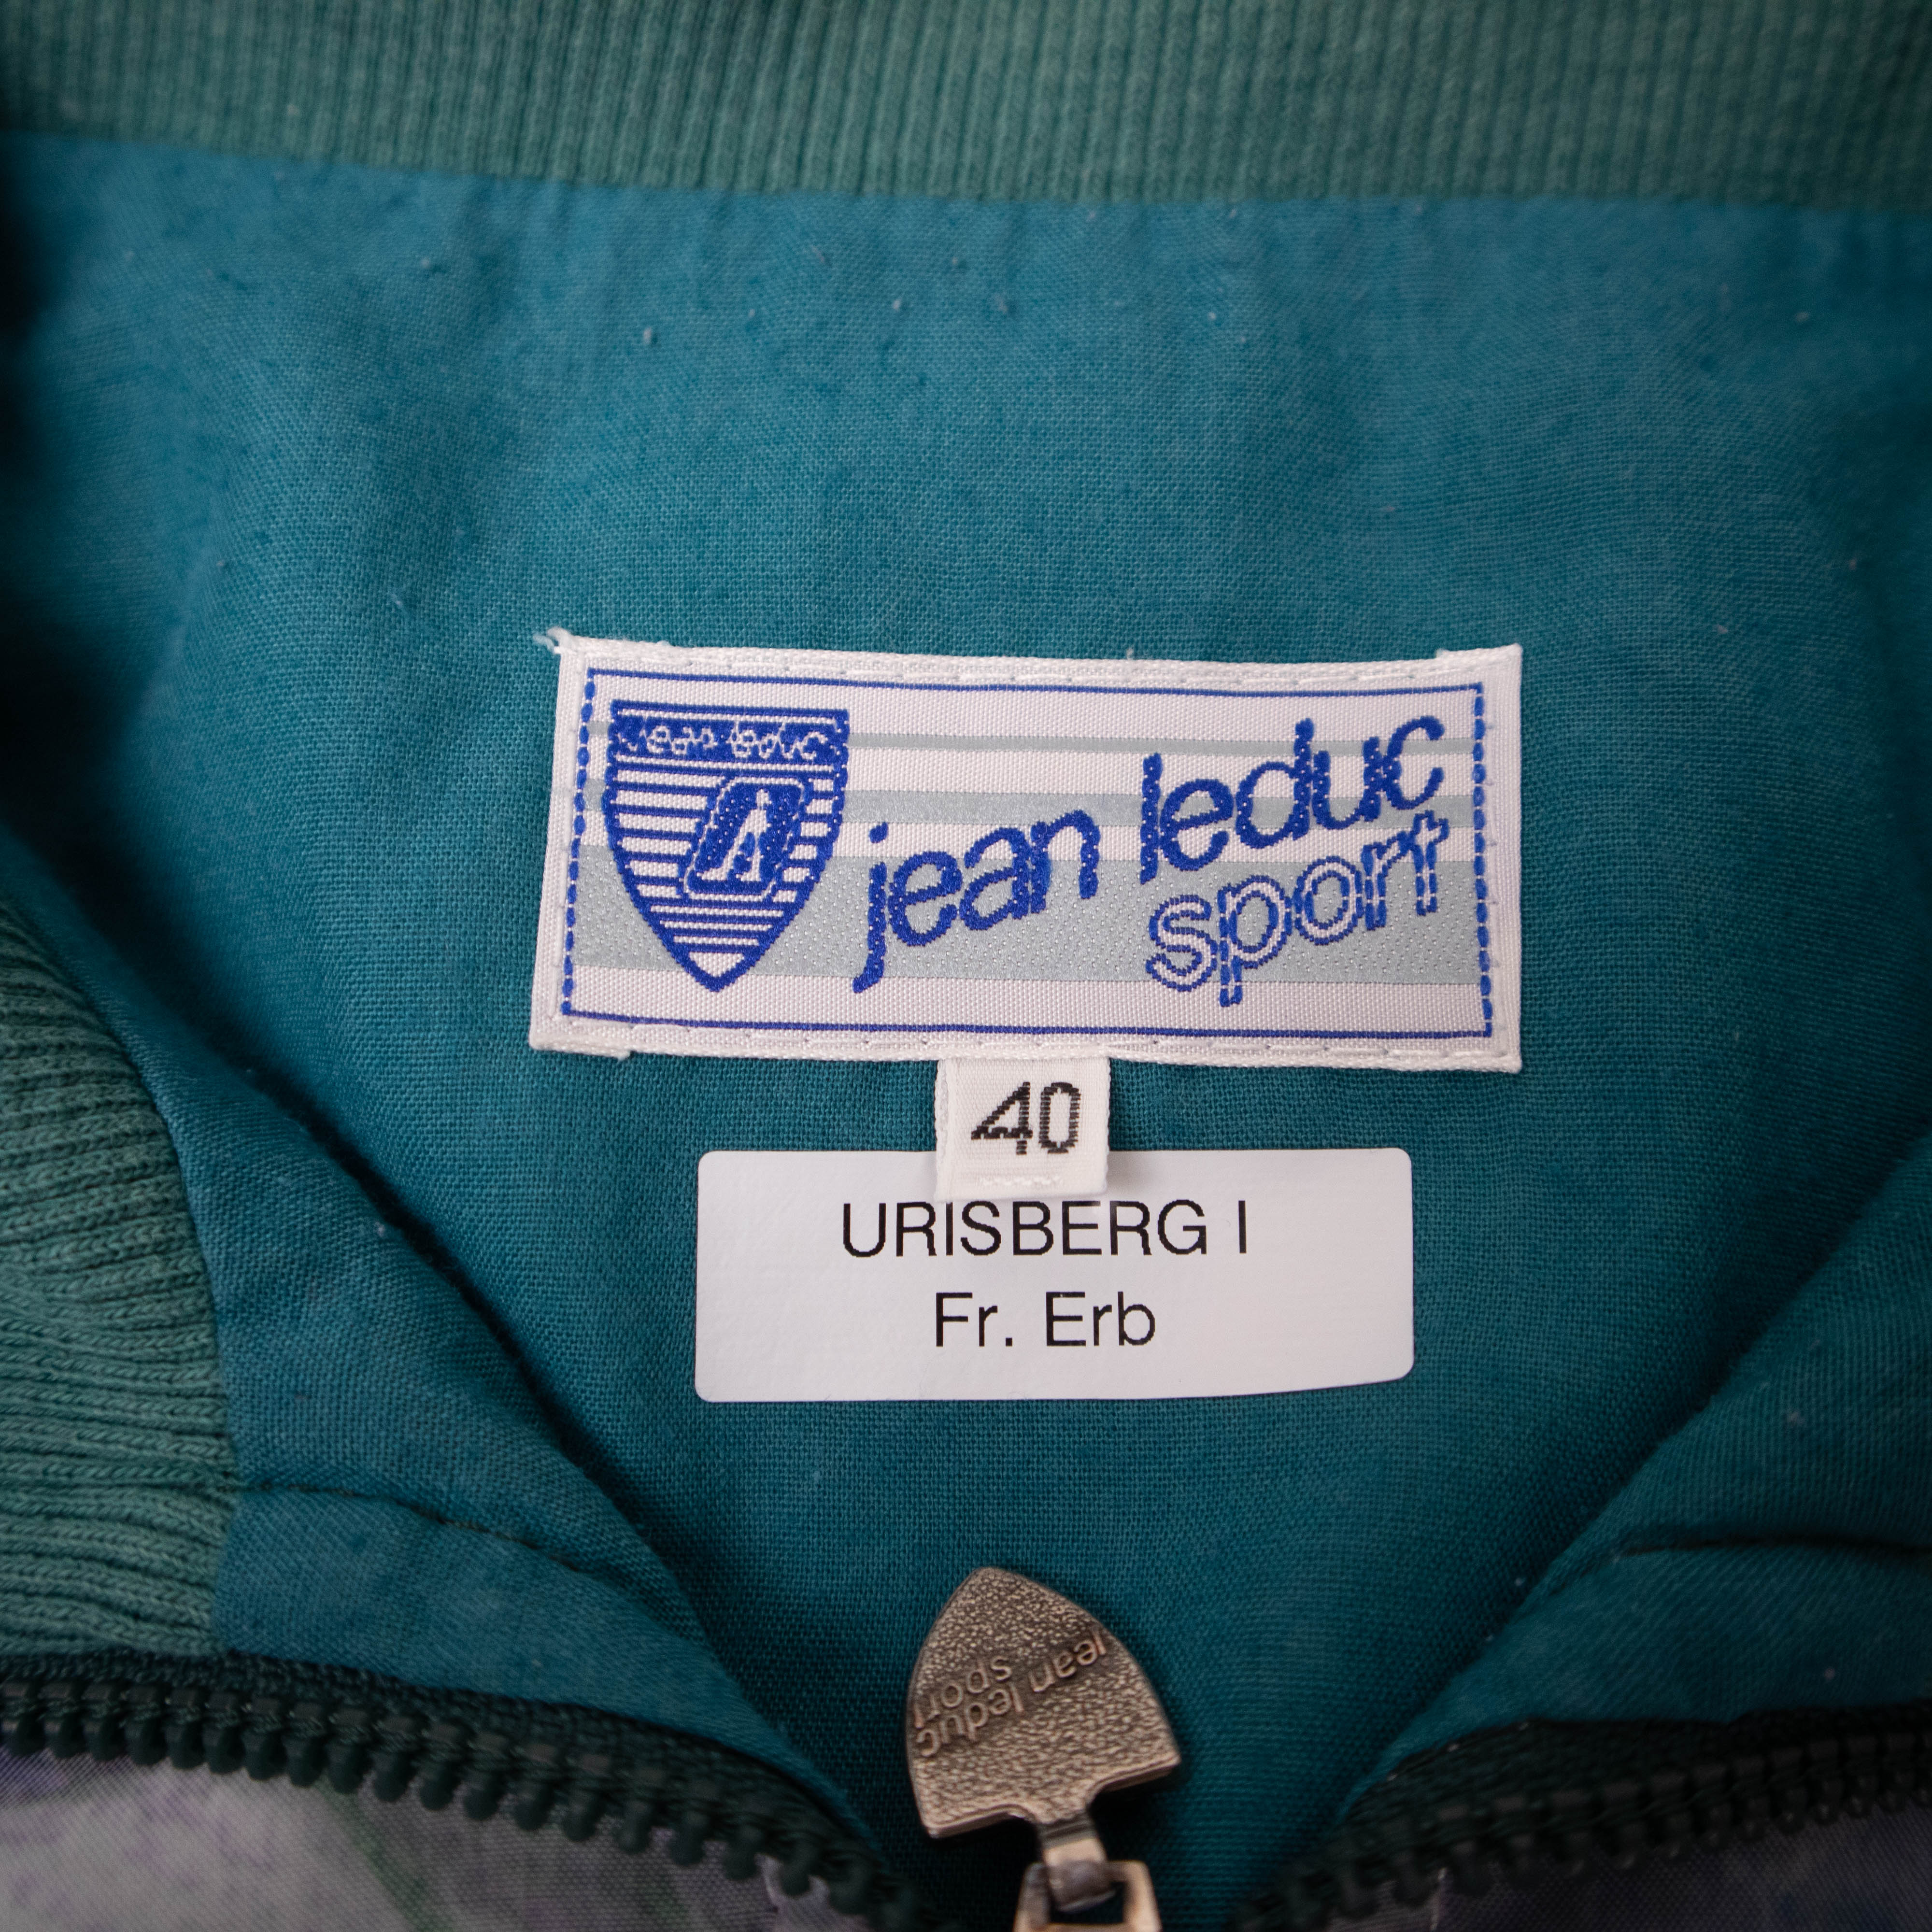 jean leduc
jean leduc
sport
40
URISBERG I
Fr. Erb
jean leduc
sport